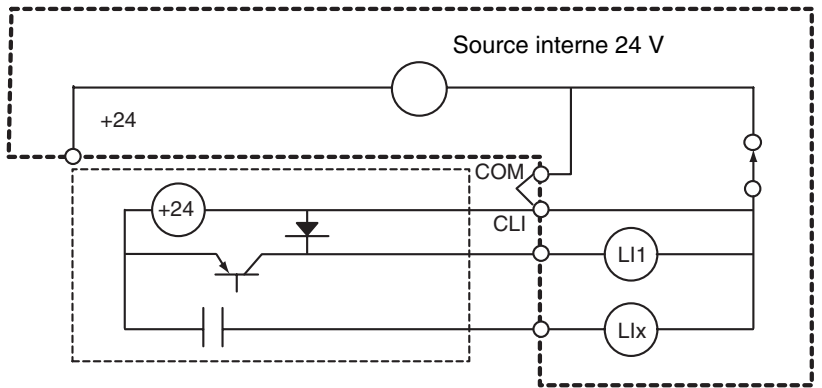 Source interne 24 V
+24
COM
+24
CLI
LI1
LIx